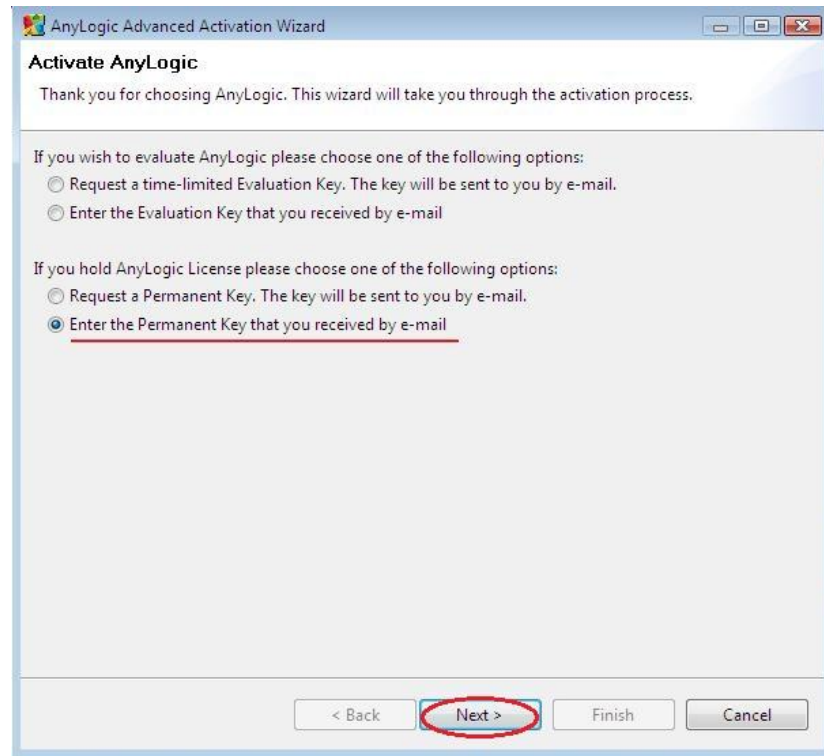 AnyLogic Advanced Activation Wizard
Activate AnyLogic
Thank you for choosing AnyLogic. This wizard will take you through the activation process.
If you wish to evaluate AnyLogic please choose one of the following options:
Request a time-limited Evaluation Key. The key will be sent to you by e-mail.
Enter the Evaluation Key that you received by e-mail
If you hold AnyLogic License please choose one of the following options:
Request a Permanent Key. The key will be sent to you by e-mail.
Enter the Permanent Key that you received by e-mail
< Back Next > Finish Cancel